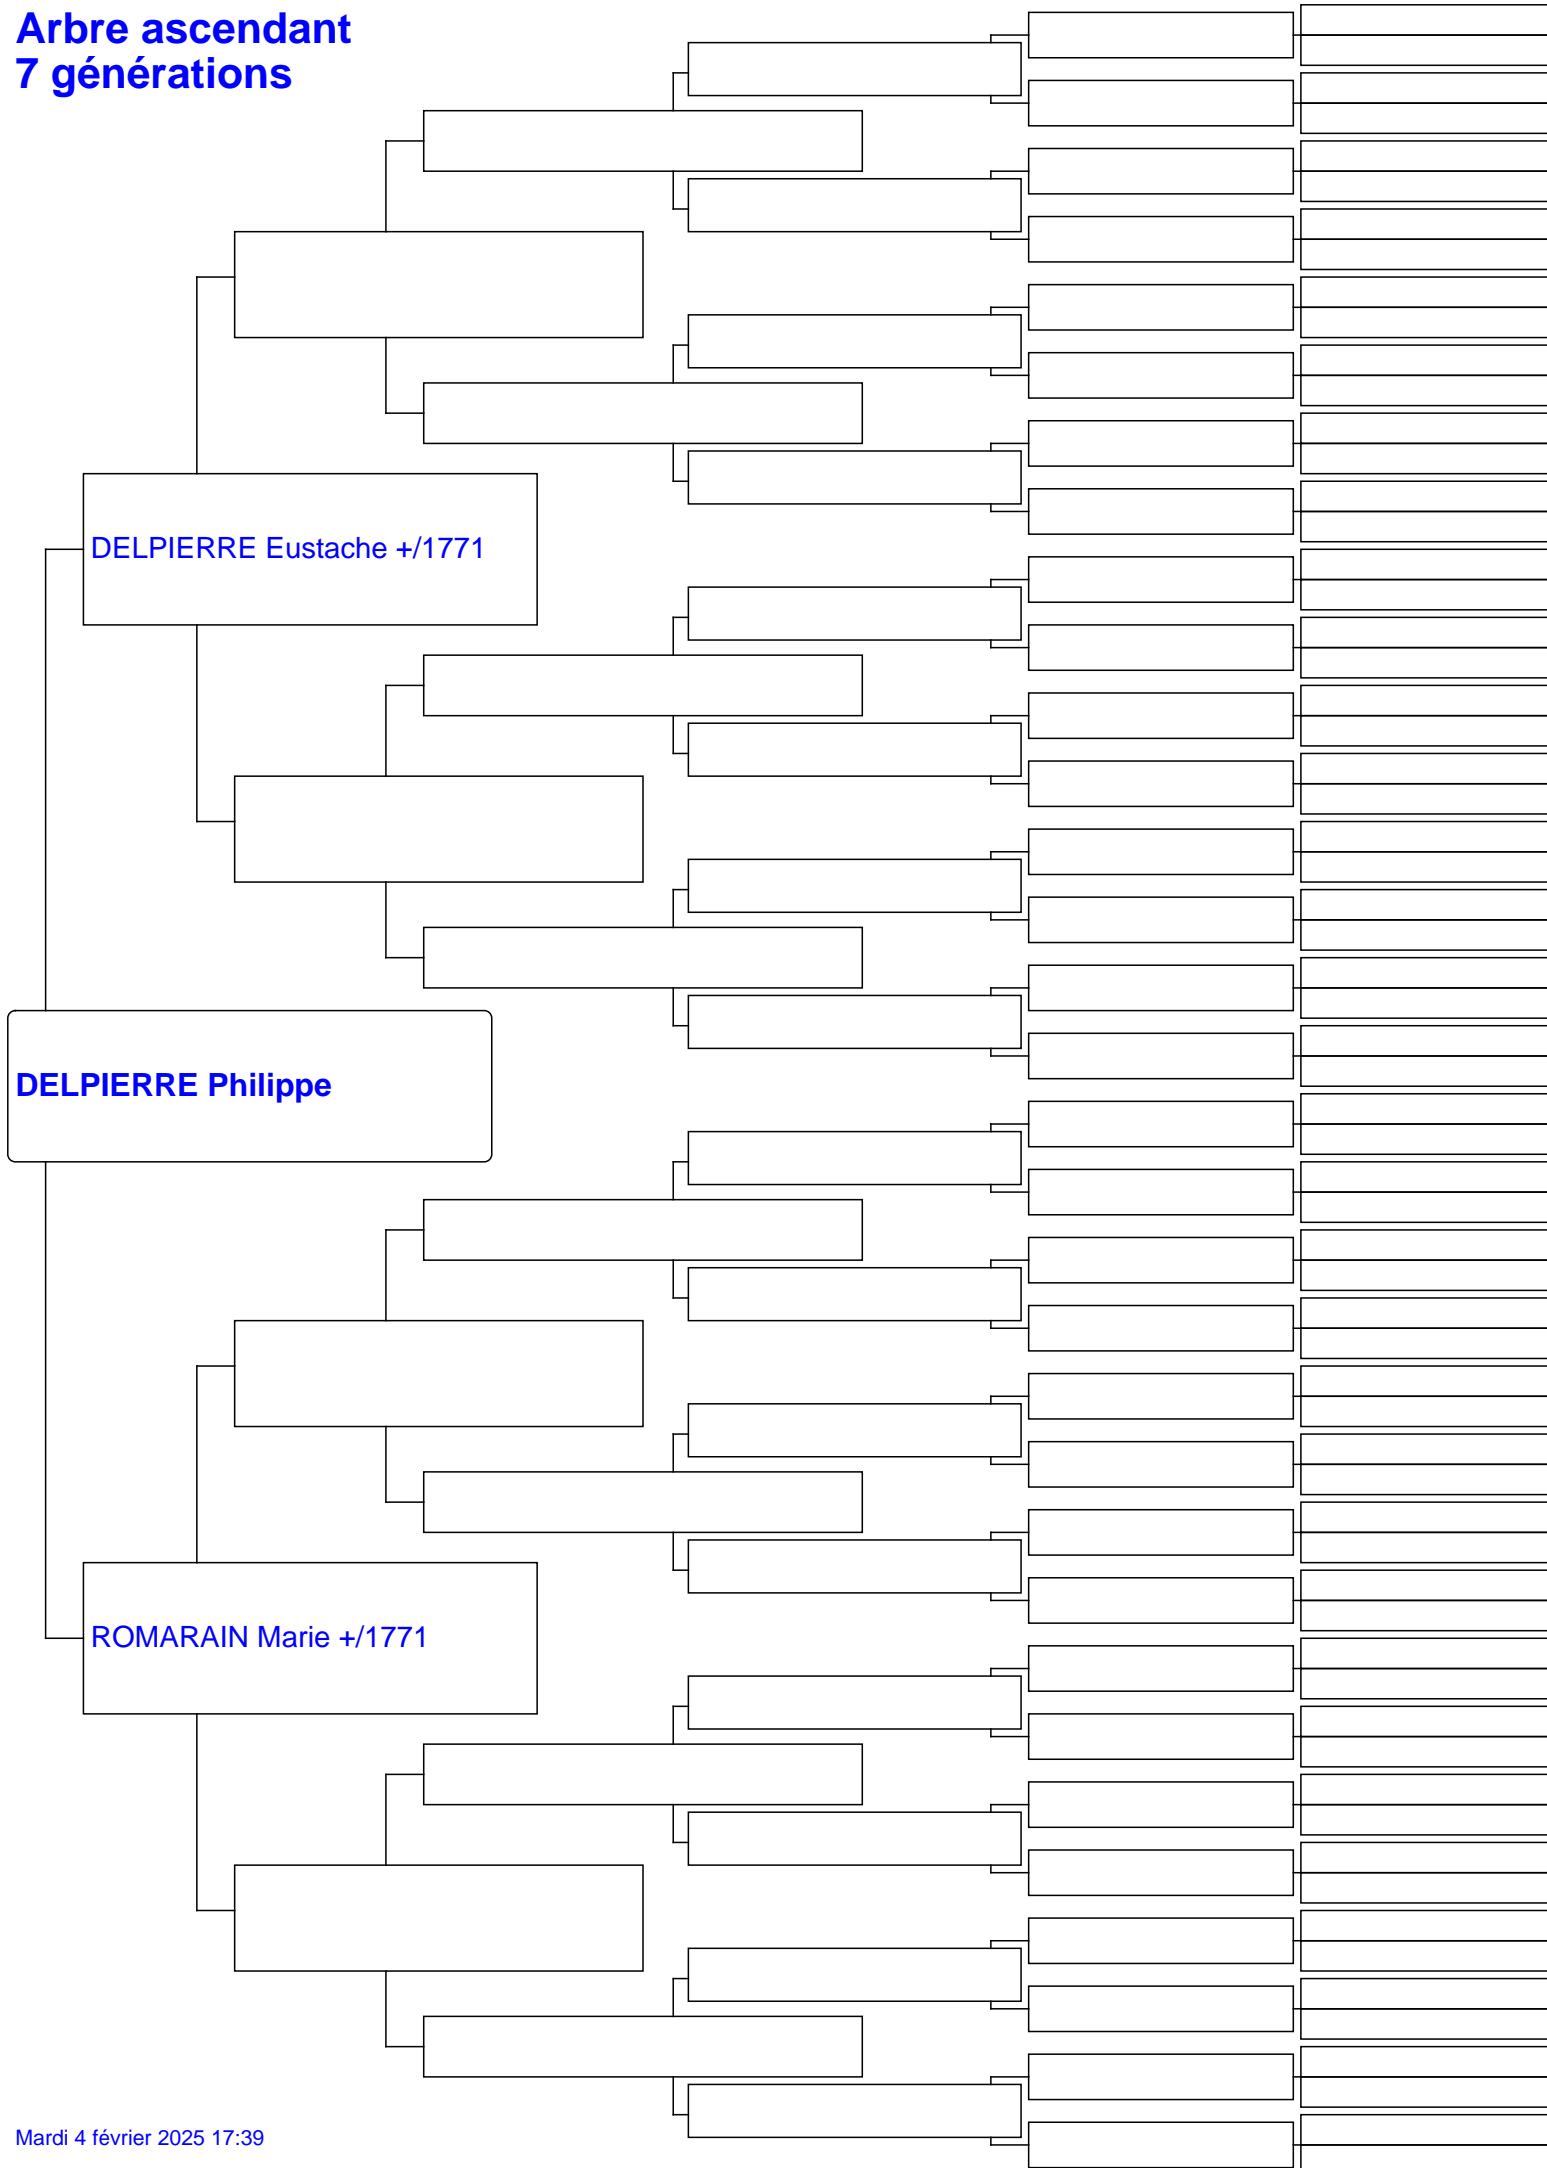 Arbre ascendant
7 générations
DELPIERRE Eustache +/1771
DELPIERRE Philippe
ROMARAIN Marie +/1771
Mardi 4 février 2025 17:39